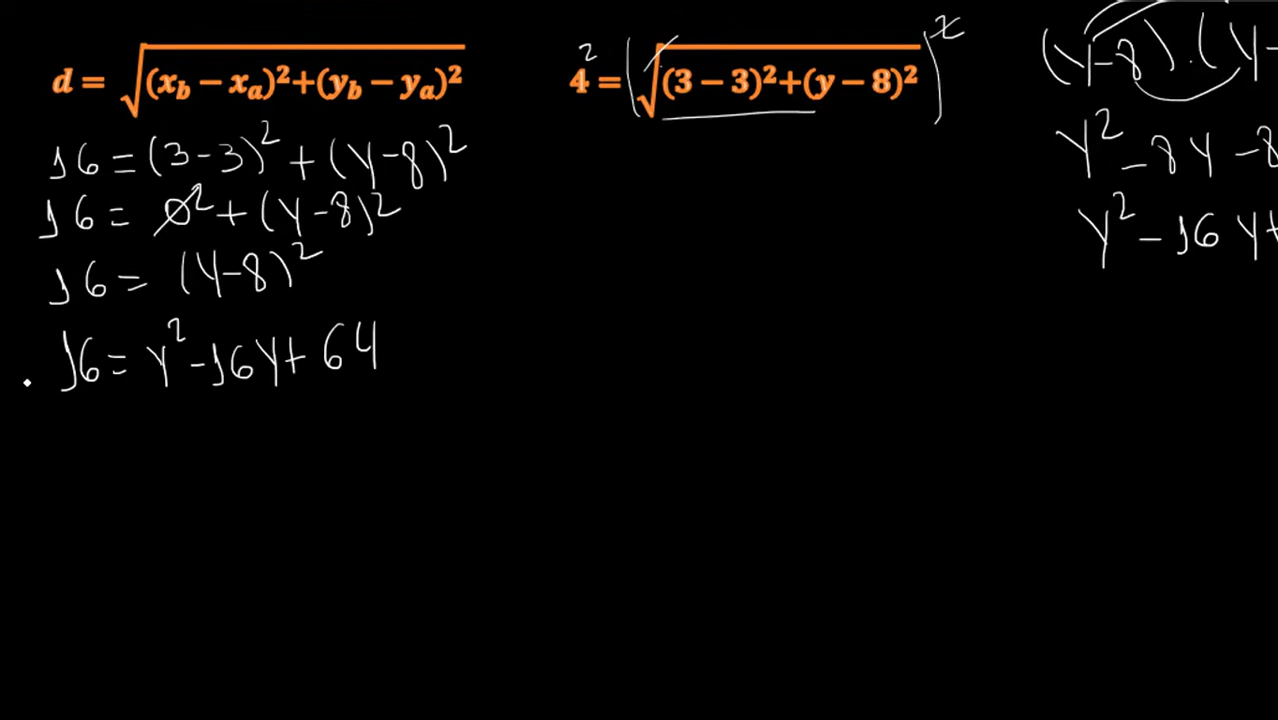 d = √(x_b − x_a)²+(y_b − y_a)²
4² = (√(3 − 3)²+(y − 8)²)²
16 = (3-3)² + (y-8)²
16 = 0² + (y-8)²
16 = (y-8)²
16 = y² - 16y + 64
(y-8).(y-
y² - 8y - 8
y² - 16y+